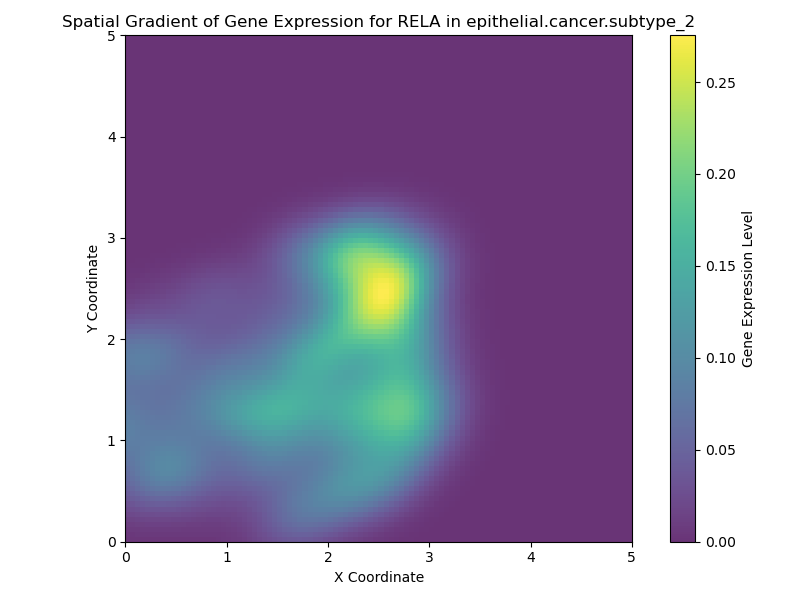 Spatial Gradient of Gene Expression for RELA in epithelial.cancer.subtype_2
5
4
3
2
1
0
0 1 2 3 4 5
X Coordinate
Y Coordinate
0.25
0.20
0.15
0.10
0.05
0.00
Gene Expression Level